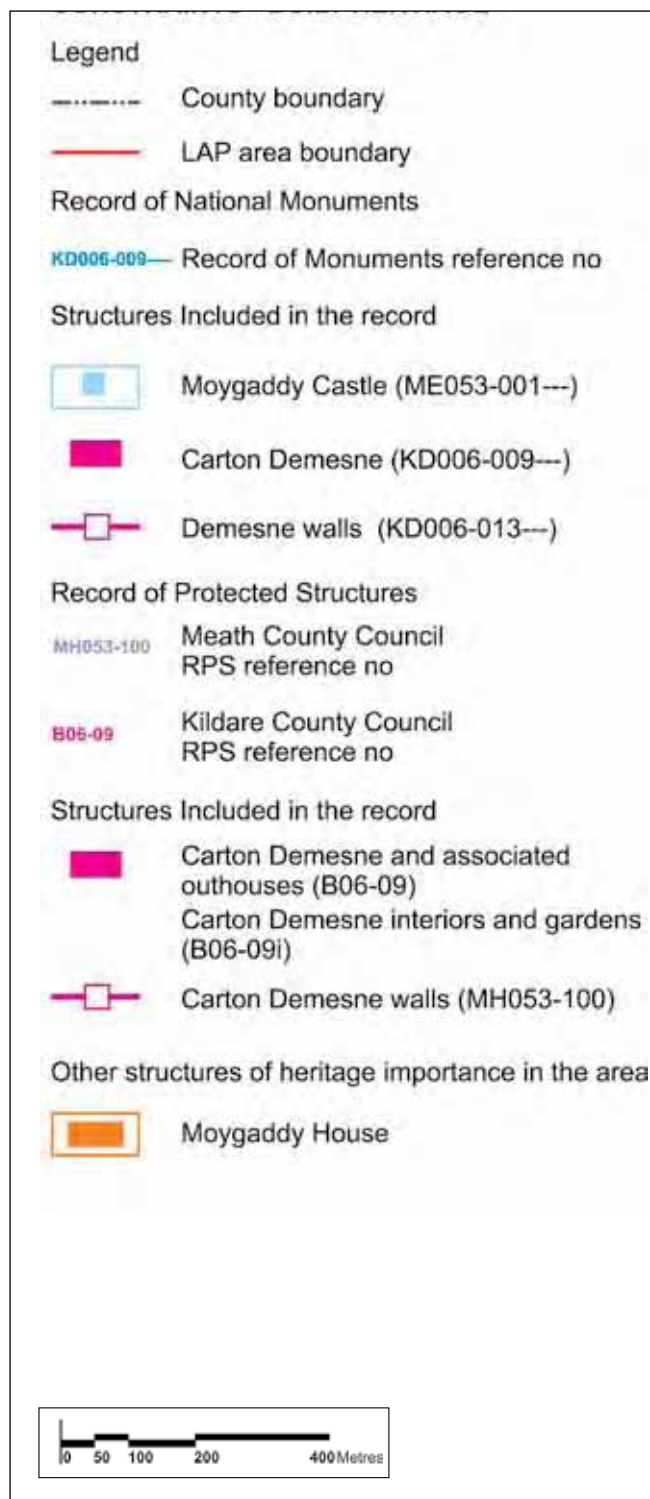 Legend
County boundary
LAP area boundary
Record of National Monuments
KD006-009— Record of Monuments reference no
Structures Included in the record
Moygaddy Castle (ME053-001---)
Carton Demesne (KD006-009---)
Demesne walls (KD006-013---)
Record of Protected Structures
MH053-100 Meath County Council
RPS reference no
B06-09 Kildare County Council
RPS reference no
Structures Included in the record
Carton Demesne and associated
outhouses (B06-09)
Carton Demesne interiors and gardens
(B06-09i)
Carton Demesne walls (MH053-100)
Other structures of heritage importance in the area
Moygaddy House
0 50 100 200 400 Metres